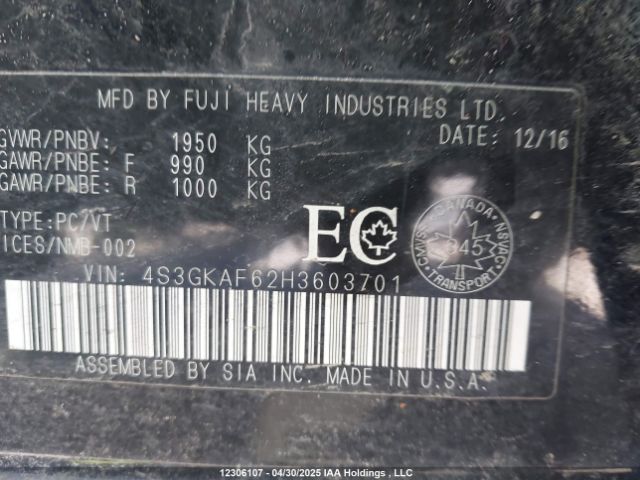 MFD BY FUJI HEAVY INDUSTRIES LTD.
GVWR/PNBV: 1950 KG DATE: 12/16
GAWR/PNBE: F 990 KG
GAWR/PNBE: R 1000 KG
TYPE:PC/VT
ICES/NMB-002
EC
CANADA
CMVSS 345 NSVAC
TRANSPORT
VIN: 4S3GKAF62H3603701
ASSEMBLED BY SIA INC. MADE IN U.S.A.
12306107 - 04/30/2025 IAA Holdings , LLC